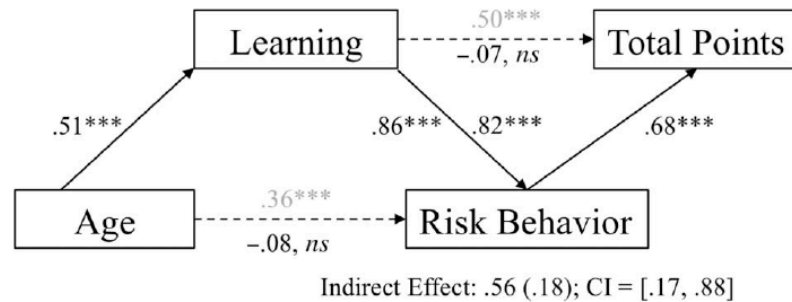 .50***
Learning
Total Points
–.07, ns
.51***
.86***
.82***
.68***
.36***
Age
Risk Behavior
–.08, ns
Indirect Effect: .56 (.18); CI = [.17, .88]